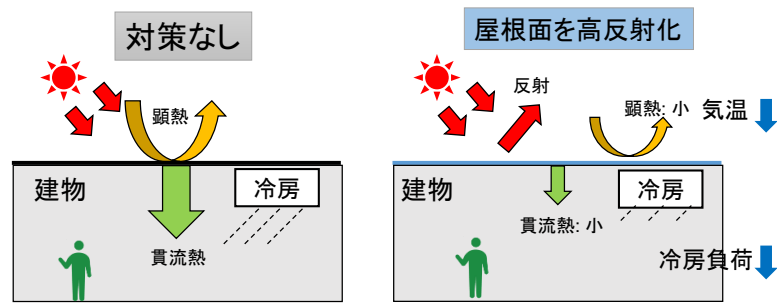 対策なし
顕熱
建物
冷房
貫流熱
屋根面を高反射化
反射
顕熱: 小
気温
建物
冷房
貫流熱: 小
冷房負荷